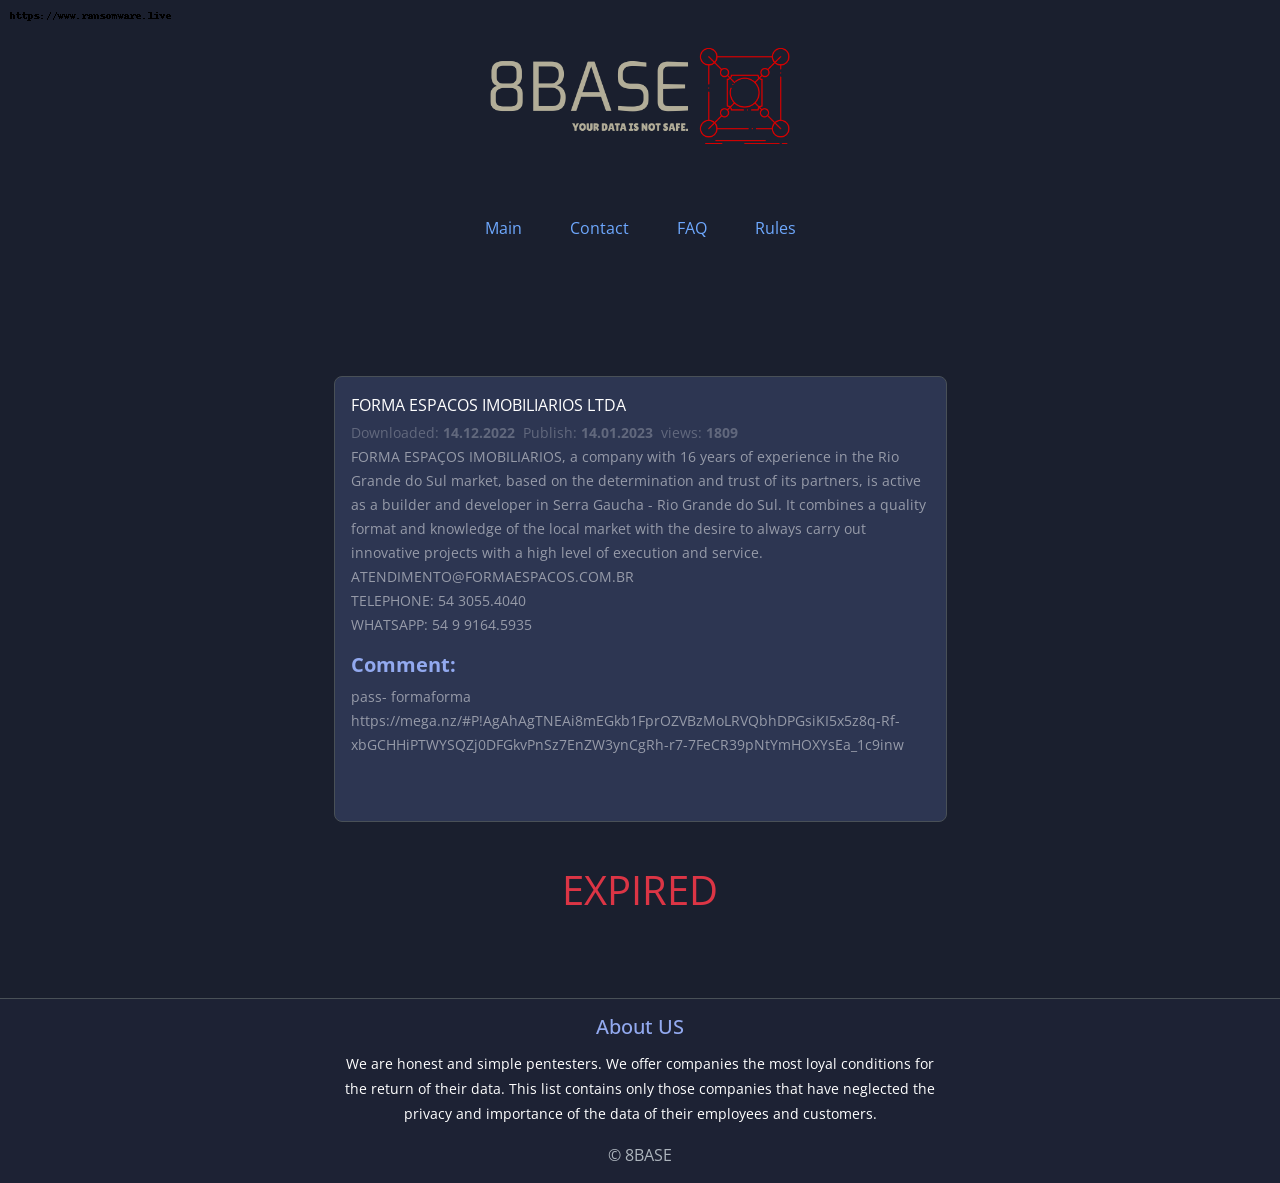 https://www.ransomware.live
8BASE
YOUR DATA IS NOT SAFE.
Main Contact FAQ Rules
FORMA ESPACOS IMOBILIARIOS LTDA
Downloaded: 14.12.2022 Publish: 14.01.2023 views: 1809
FORMA ESPAÇOS IMOBILIARIOS, a company with 16 years of experience in the Rio
Grande do Sul market, based on the determination and trust of its partners, is active
as a builder and developer in Serra Gaucha - Rio Grande do Sul. It combines a quality
format and knowledge of the local market with the desire to always carry out
innovative projects with a high level of execution and service.
ATENDIMENTO@FORMAESPACOS.COM.BR
TELEPHONE: 54 3055.4040
WHATSAPP: 54 9 9164.5935
Comment:
pass- formaforma
https://mega.nz/#P!AgAhAgTNEAi8mEGkb1FprOZVBzMoLRVQbhDPGsiKI5x5z8q-Rf-
xbGCHHiPTWYSQZj0DFGkvPnSz7EnZW3ynCgRh-r7-7FeCR39pNtYmHOXYsEa_1c9inw
EXPIRED
About US
We are honest and simple pentesters. We offer companies the most loyal conditions for
the return of their data. This list contains only those companies that have neglected the
privacy and importance of the data of their employees and customers.
© 8BASE